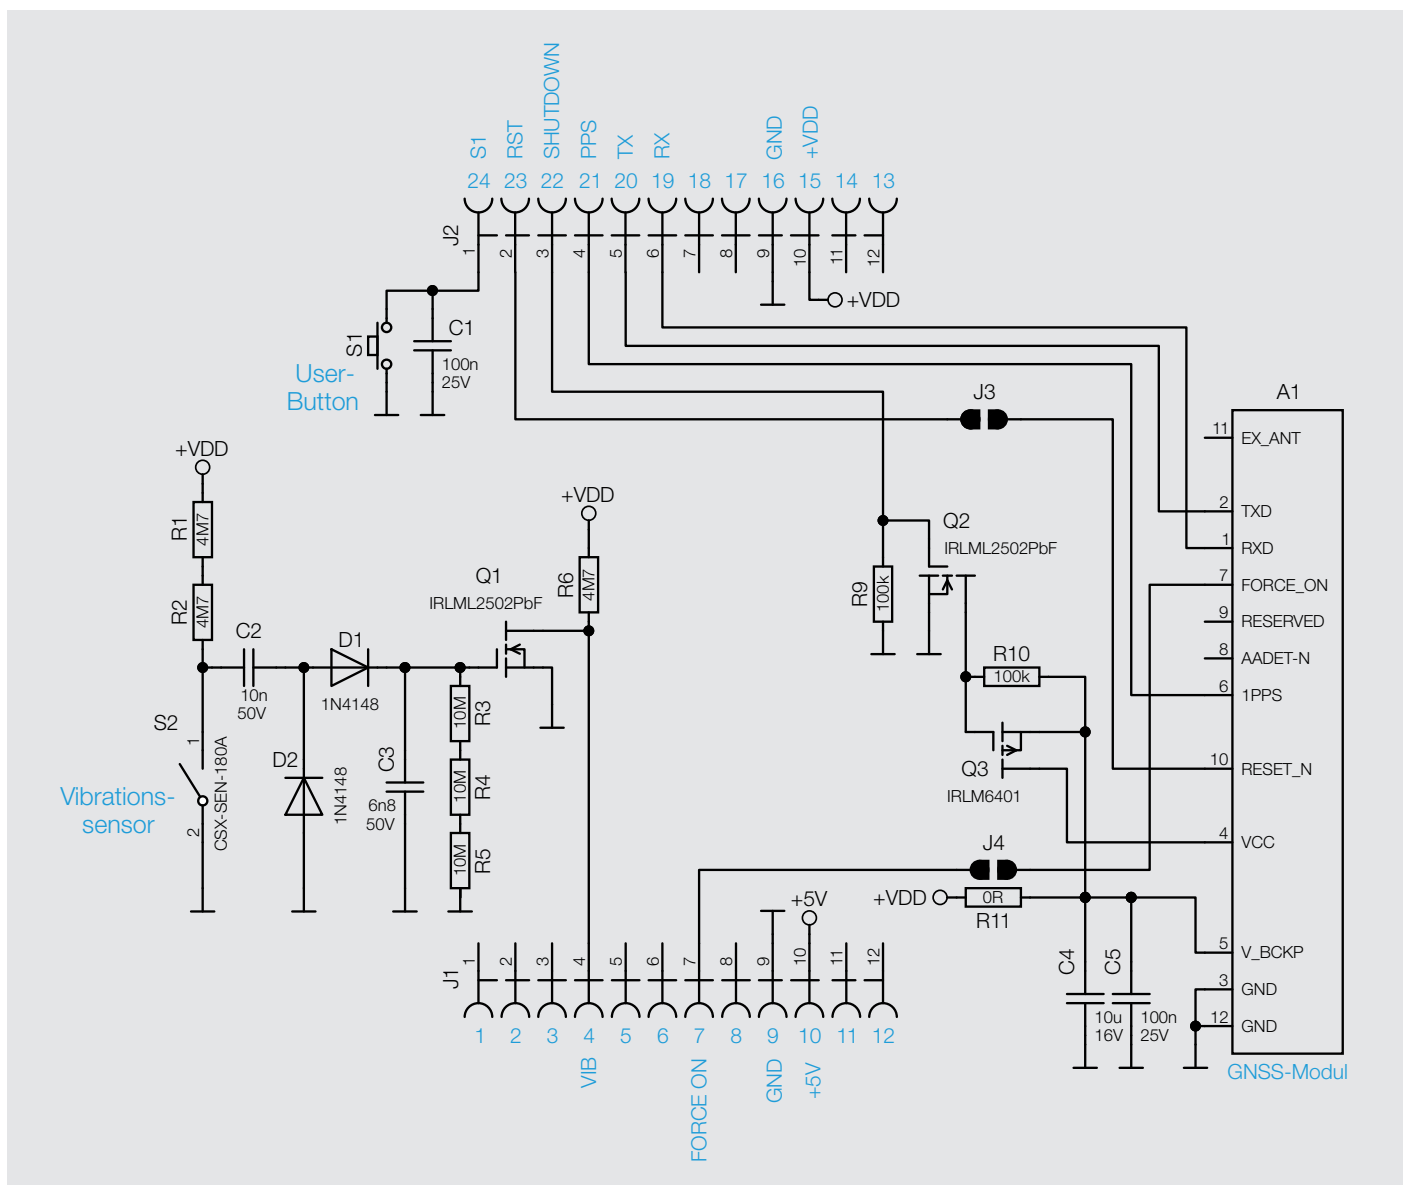 S1
RST
SHUTDOWN
PPS
TX
RX
GND
+VDD
24 23 22 21 20 19 18 17 16 15 14 13
J2
1 2 3 4 5 6 7 8 9 10 11 12
+VDD
S1
C1
100n
25V
User-
Button
J3
A1
11 EX_ANT
2 TXD
1 RXD
7 FORCE_ON
9 RESERVED
8 AADET-N
6 1PPS
10 RESET_N
4 VCC
5 V_BCKP
3 GND
12 GND
GNSS-Modul
+VDD
R1
4M7
R2
4M7
C2
10n
50V
D1
1N4148
D2
1N4148
S2
1
2
CSX-SEN-180A
Vibrations-
sensor
C3
6n8
50V
R3
10M
R4
10M
R5
10M
Q1
IRLML2502PbF
+VDD
R6
4M7
Q2
IRLML2502PbF
R9
100k
R10
100k
Q3
IRLM6401
J4
+VDD
0R
R11
C4
10u
16V
C5
100n
25V
+5V
J1
1 2 3 4 5 6 7 8 9 10 11 12
1 2 3 4 5 6 7 8 9 10 11 12
VIB
FORCE ON
GND
+5V